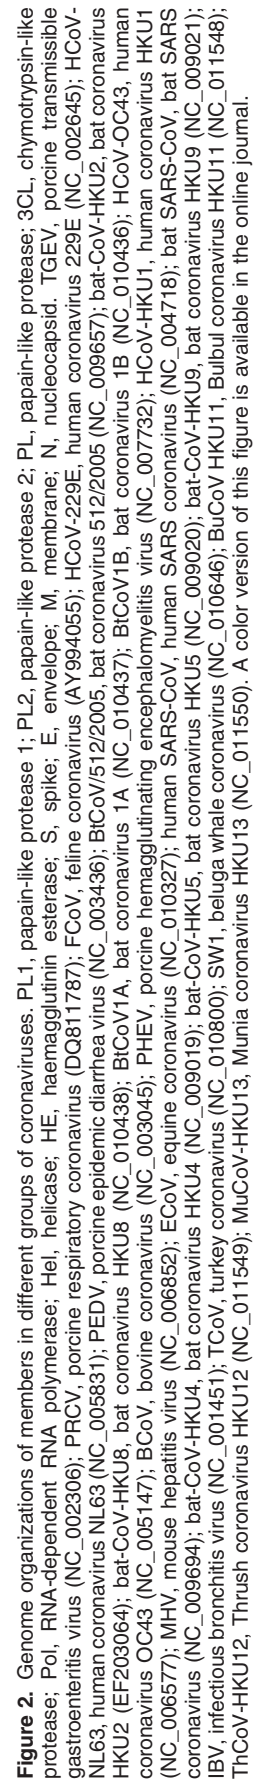 Figure 2. Genome organizations of members in different groups of coronaviruses. PL1, papain-like protease 1; PL2, papain-like protease 2; PL, papain-like protease; 3CL, chymotrypsin-like
protease; Pol, RNA-dependent RNA polymerase; Hel, helicase; HE, haemagglutinin esterase; S, spike; E, envelope; M, membrane; N, nucleocapsid. TGEV, porcine transmissible
gastroenteritis virus (NC_002306); PRCV, porcine respiratory coronavirus (DQ811787); FCoV, feline coronavirus (AY994055); HCoV-229E, human coronavirus 229E (NC_002645); HCoV-
NL63, human coronavirus NL63 (NC_005831); PEDV, porcine epidemic diarrhea virus (NC_003436); BtCoV/512/2005, bat coronavirus 512/2005 (NC_009657); bat-CoV-HKU2, bat coronavirus
HKU2 (EF203064); bat-CoV-HKU8, bat coronavirus HKU8 (NC_010438); BtCoV1A, bat coronavirus 1A (NC_010437); BtCoV1B, bat coronavirus 1B (NC_010436); HCoV-OC43, human
coronavirus OC43 (NC_005147); BCoV, bovine coronavirus (NC_003045); PHEV, porcine hemagglutinating encephalomyelitis virus (NC_007732); HCoV-HKU1, human coronavirus HKU1
(NC_006577); MHV, mouse hepatitis virus (NC_006852); ECoV, equine coronavirus (NC_010327); human SARS-CoV, human SARS coronavirus (NC_004718); bat SARS-CoV, bat SARS
coronavirus (NC_009694); bat-CoV-HKU4, bat coronavirus HKU4 (NC_009019); bat-CoV-HKU5, bat coronavirus HKU5 (NC_009020); bat-CoV-HKU9, bat coronavirus HKU9 (NC_009021);
IBV, infectious bronchitis virus (NC_001451); TCoV, turkey coronavirus (NC_010800); SW1, beluga whale coronavirus (NC_010646); BuCoV HKU11, Bulbul coronavirus HKU11 (NC_011548);
ThCoV-HKU12, Thrush coronavirus HKU12 (NC_011549); MuCoV-HKU13, Munia coronavirus HKU13 (NC_011550). A color version of this figure is available in the online journal.